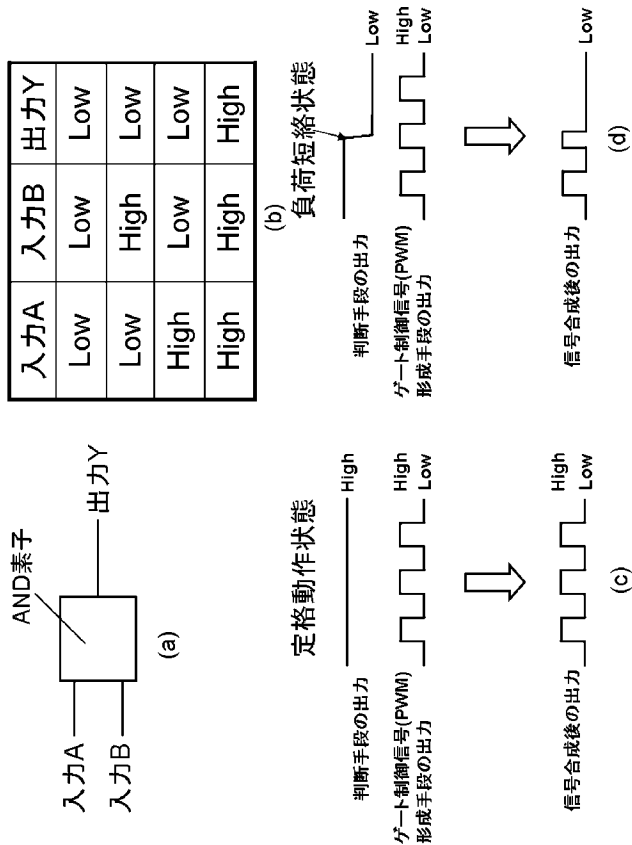 入力A
入力B
AND素子
出力Y
(a)
入力A 入力B 出力Y
Low Low Low
Low High Low
High Low Low
High High High
(b)
定格動作状態
判断手段の出力
High
ゲート制御信号(PWM)
形成手段の出力
High
Low
信号合成後の出力
High
Low
(c)
負荷短絡状態
判断手段の出力
Low
ゲート制御信号(PWM)
形成手段の出力
High
Low
信号合成後の出力
Low
(d)